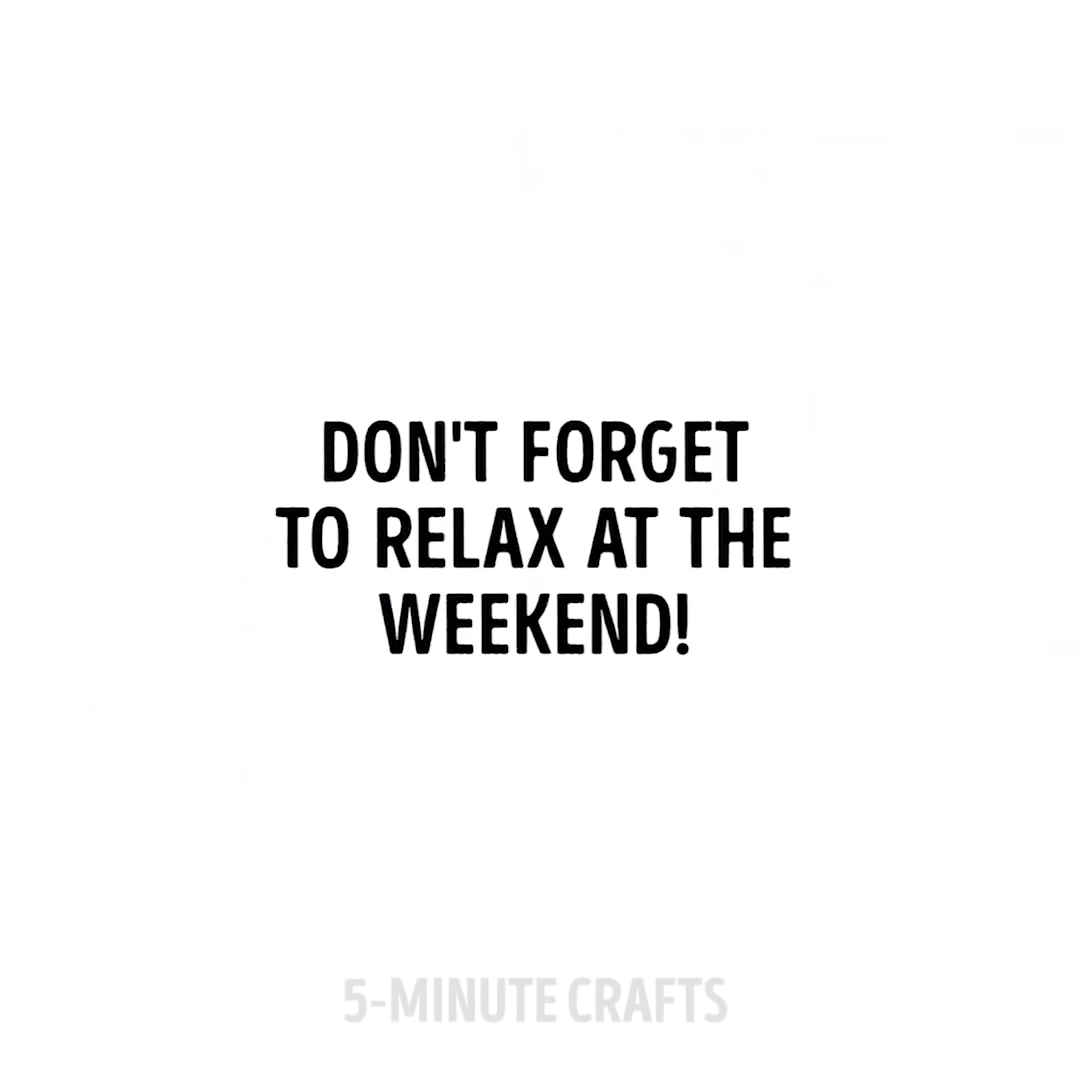 DON'T FORGET
TO RELAX AT THE
WEEKEND!
5-MINUTE CRAFTS